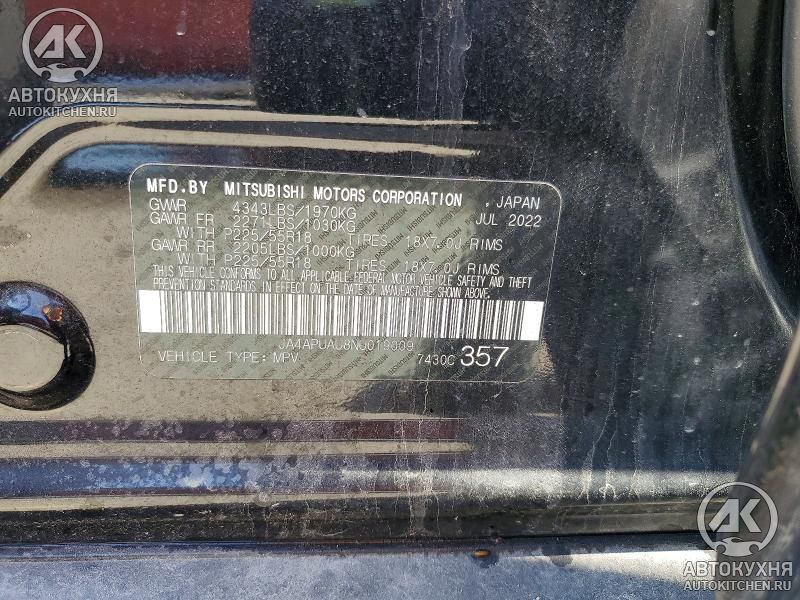 АК
АВТОКУХНЯ
AUTOKITCHEN.RU
MFD.BY MITSUBISHI MOTORS CORPORATION , JAPAN
GVWR 4343LBS/1970KG JUL 2022
GAWR FR 2271LBS/1030KG
WITH P225/55R18 TIRES, 18X7.0J RIMS
GAWR RR 2205LBS/1000KG
WITH P225/55R18 TIRES, 18X7.0J RIMS
THIS VEHICLE CONFORMS TO ALL APPLICABLE FEDERAL MOTOR VEHICLE SAFETY AND THEFT
PREVENTION STANDARDS IN EFFECT ON THE DATE OF MANUFACTURE SHOWN ABOVE.
JA4APUAU8NU019009
VEHICLE TYPE: MPV 7430C 357
АК
АВТОКУХНЯ
AUTOKITCHEN.RU